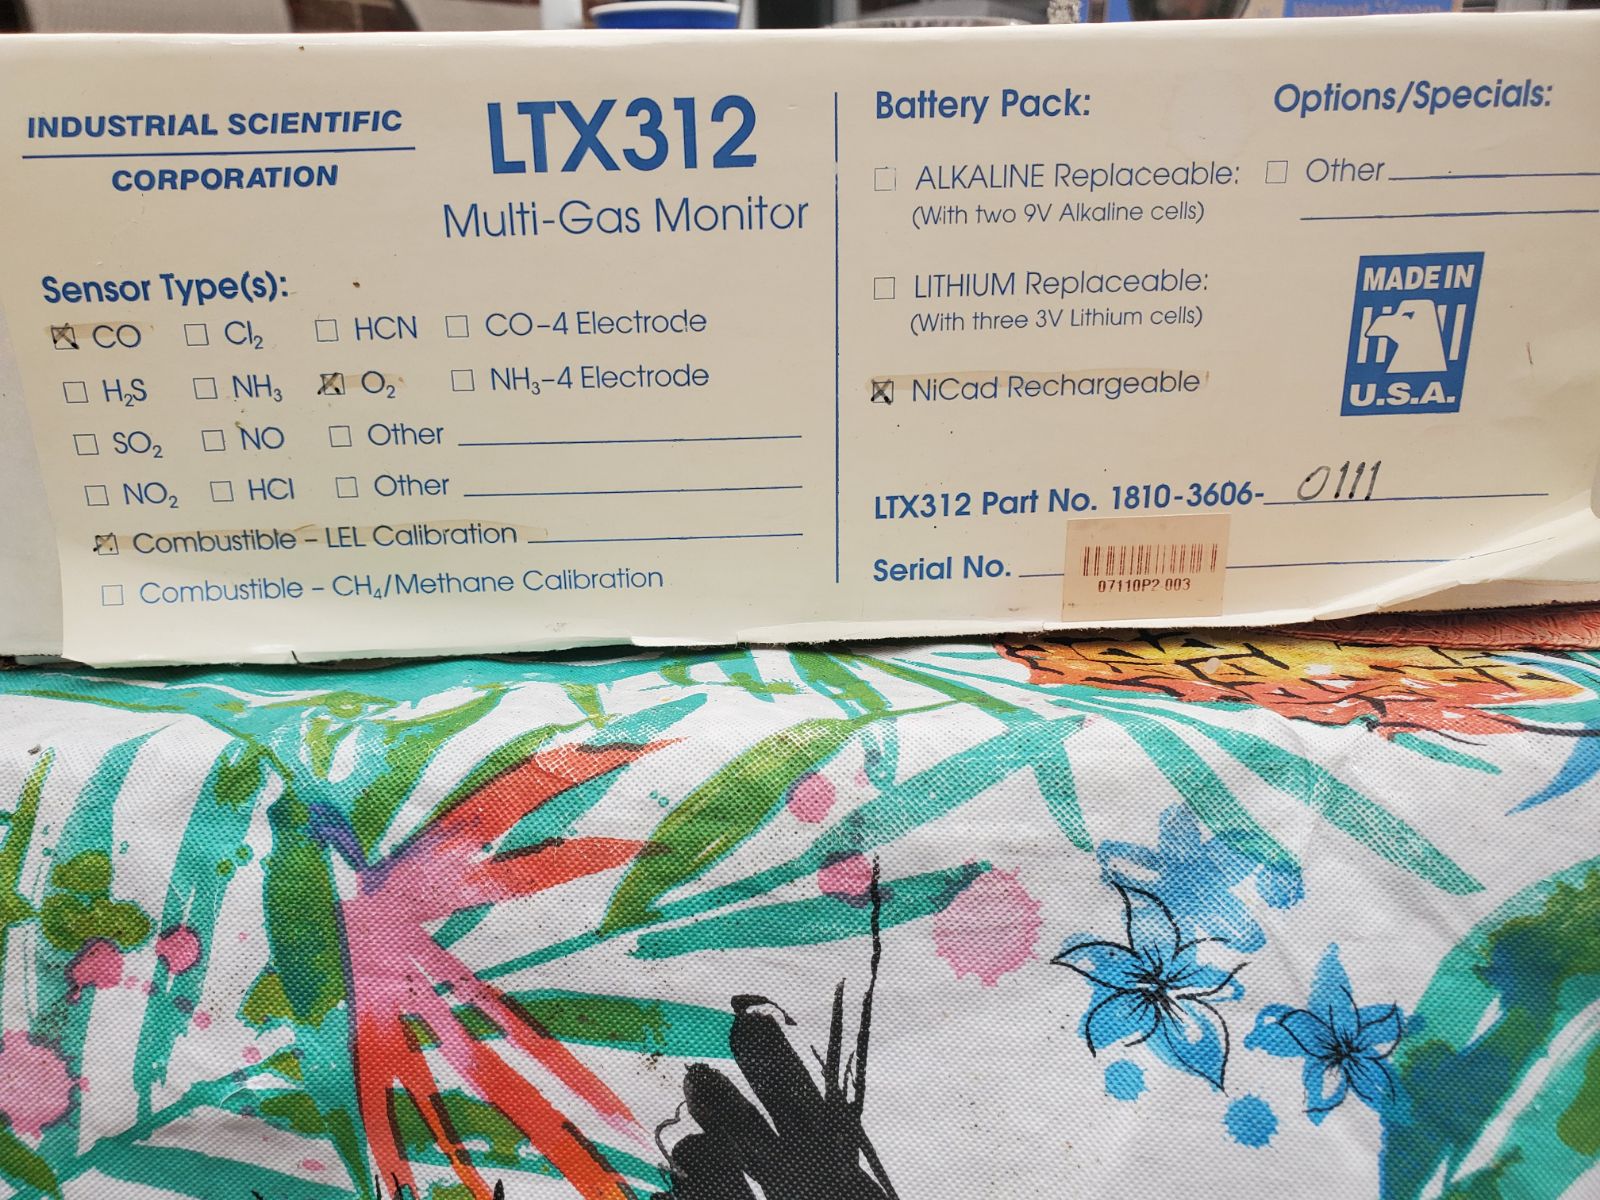 INDUSTRIAL SCIENTIFIC
CORPORATION
LTX312
Multi-Gas Monitor
Sensor Type(s):
CO Cl₂ HCN CO-4 Electrode
H₂S NH₃ O₂ NH₃-4 Electrode
SO₂ NO Other
NO₂ HCl Other
Combustible - LEL Calibration
Combustible - CH₄/Methane Calibration
Battery Pack:
ALKALINE Replaceable:
(With two 9V Alkaline cells)
LITHIUM Replaceable:
(With three 3V Lithium cells)
NiCad Rechargeable
Options/Specials:
Other
MADE IN
U.S.A.
LTX312 Part No. 1810-3606- 0111
Serial No.
07110P2-003